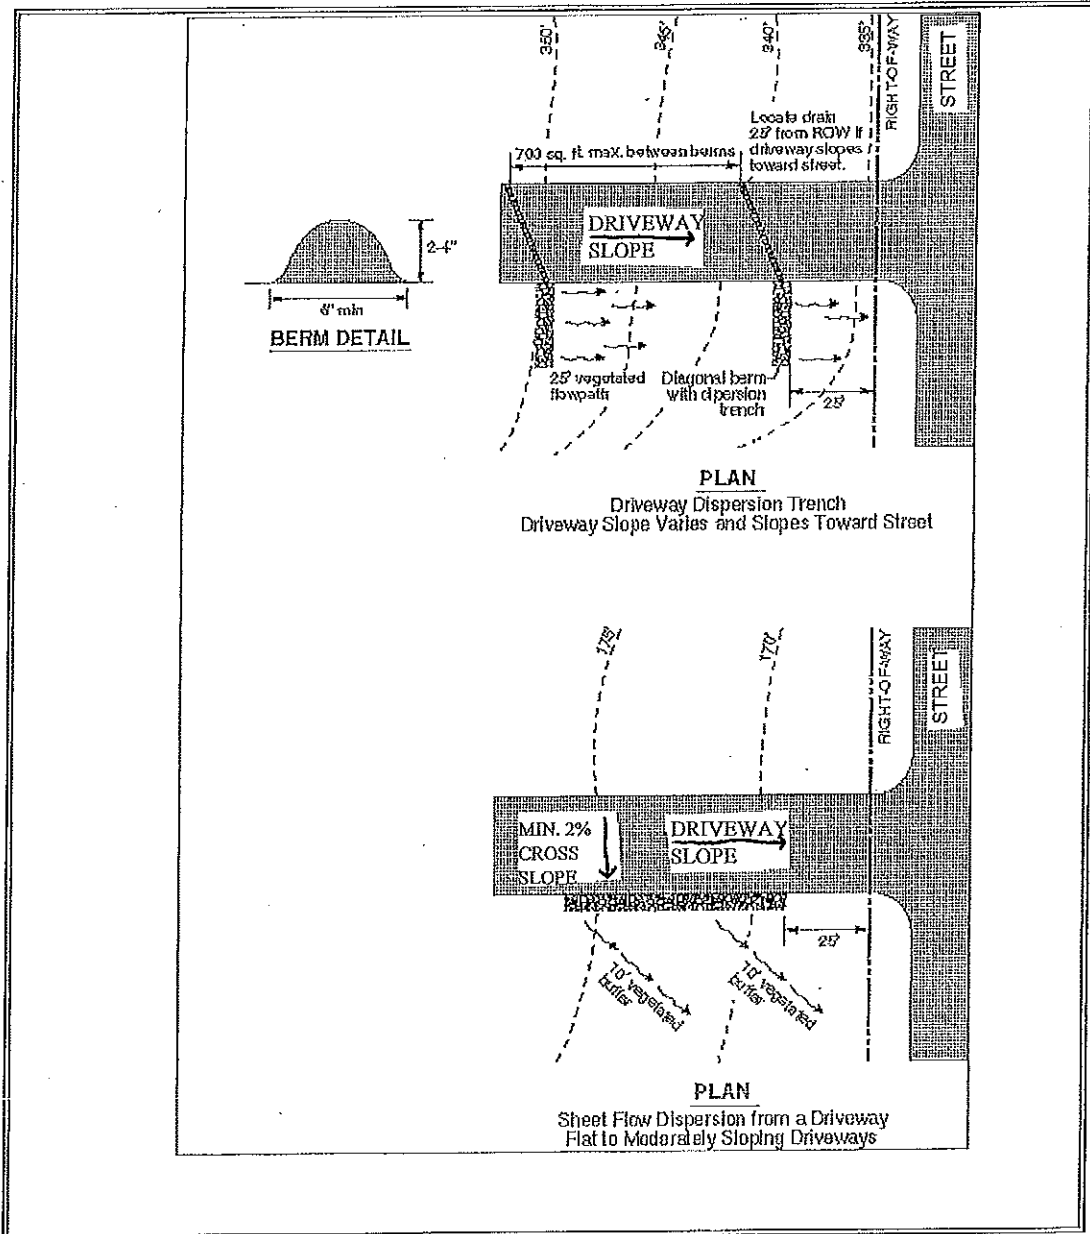 350'
345'
340'
335'
RIGHT-OF-WAY
STREET
Locate drain
25' from ROW if
driveway slopes
toward street.
700 sq. ft. max. between berms
DRIVEWAY
SLOPE
2-4"
6" min
BERM DETAIL
25' vegetated
flowpath
Diagonal berm
with dipersion
trench
25'
PLAN
Driveway Dispersion Trench
Driveway Slope Varies and Slopes Toward Street
175'
170'
RIGHT-OF-WAY
STREET
MIN. 2%
CROSS
SLOPE
DRIVEWAY
SLOPE
25'
10' vegetated
buffer
10' vegetated
buffer
PLAN
Sheet Flow Dispersion from a Driveway
Flat to Moderately Sloping Driveways